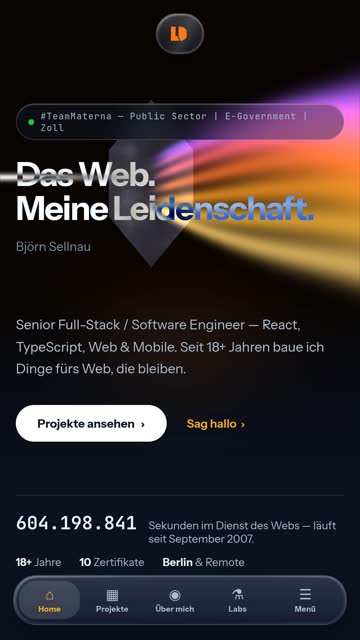 #TeamMaterna — Public Sector | E-Government |
Zoll
Das Web.
Meine Leidenschaft.
Björn Sellnau
Senior Full-Stack / Software Engineer — React,
TypeScript, Web & Mobile. Seit 18+ Jahren baue ich
Dinge fürs Web, die bleiben.
Projekte ansehen ›
Sag hallo ›
604.198.841
Sekunden im Dienst des Webs — läuft
seit September 2007.
18+ Jahre
10 Zertifikate
Berlin & Remote
Home
Projekte
Über mich
Labs
Menü